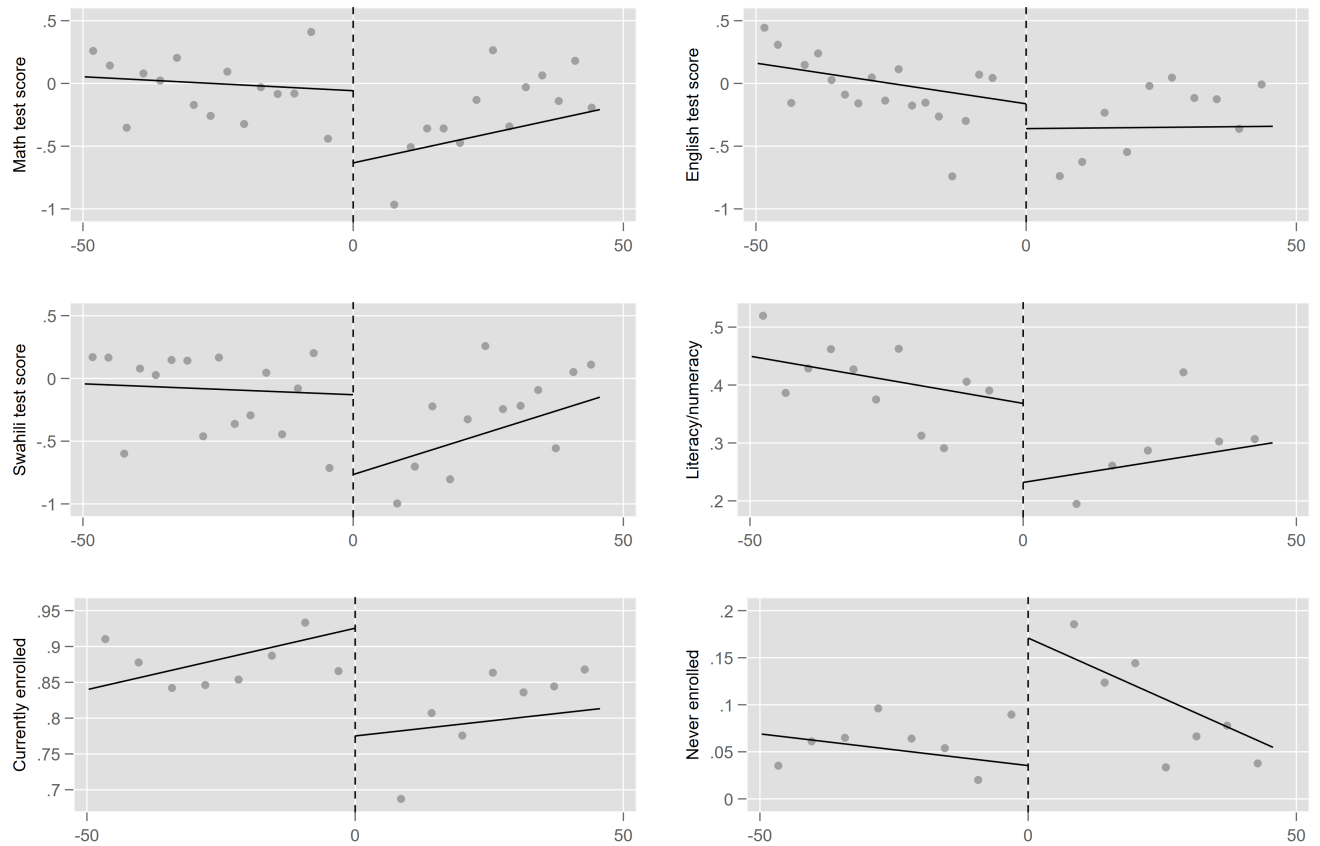 Math test score
.5
0
-.5
-1
-50 0 50
English test score
.5
0
-.5
-1
-50 0 50
Swahili test score
.5
0
-.5
-1
-50 0 50
Literacy/numeracy
.5
.4
.3
.2
-50 0 50
Currently enrolled
.95
.9
.85
.8
.75
.7
-50 0 50
Never enrolled
.2
.15
.1
.05
0
-50 0 50